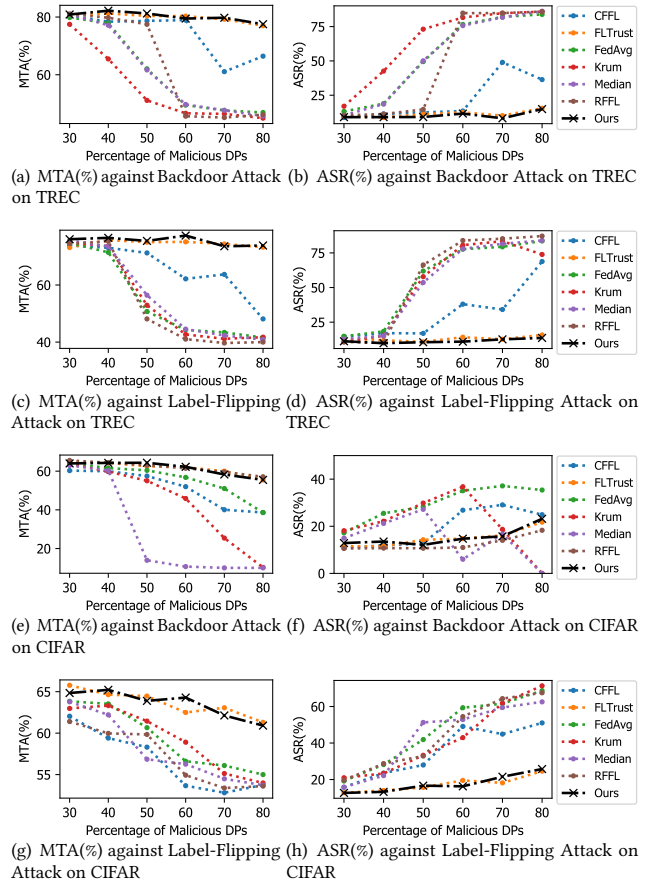 80
60
MTA(%)
30 40 50 60 70 80
Percentage of Malicious DPs
75
50
25
ASR(%)
30 40 50 60 70 80
Percentage of Malicious DPs
CFFL
FLTrust
FedAvg
Krum
Median
RFFL
Ours
(a) MTA(%) against Backdoor Attack
on TREC
(b) ASR(%) against Backdoor Attack on TREC
60
40
MTA(%)
30 40 50 60 70 80
Percentage of Malicious DPs
75
50
25
ASR(%)
30 40 50 60 70 80
Percentage of Malicious DPs
CFFL
FLTrust
FedAvg
Krum
Median
RFFL
Ours
(c) MTA(%) against Label-Flipping
Attack on TREC
(d) ASR(%) against Label-Flipping Attack on
TREC
60
40
20
MTA(%)
30 40 50 60 70 80
Percentage of Malicious DPs
40
20
0
ASR(%)
30 40 50 60 70 80
Percentage of Malicious DPs
CFFL
FLTrust
FedAvg
Krum
Median
RFFL
Ours
(e) MTA(%) against Backdoor Attack
on CIFAR
(f) ASR(%) against Backdoor Attack on CIFAR
65
60
55
MTA(%)
30 40 50 60 70 80
Percentage of Malicious DPs
60
40
20
ASR(%)
30 40 50 60 70 80
Percentage of Malicious DPs
CFFL
FLTrust
FedAvg
Krum
Median
RFFL
Ours
(g) MTA(%) against Label-Flipping
Attack on CIFAR
(h) ASR(%) against Label-Flipping Attack on
CIFAR